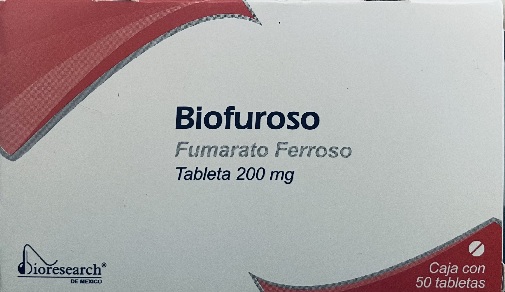 Biofuroso
Fumarato Ferroso
Tableta 200 mg
Bioresearch®
DE MEXICO
Caja con
50 tabletas